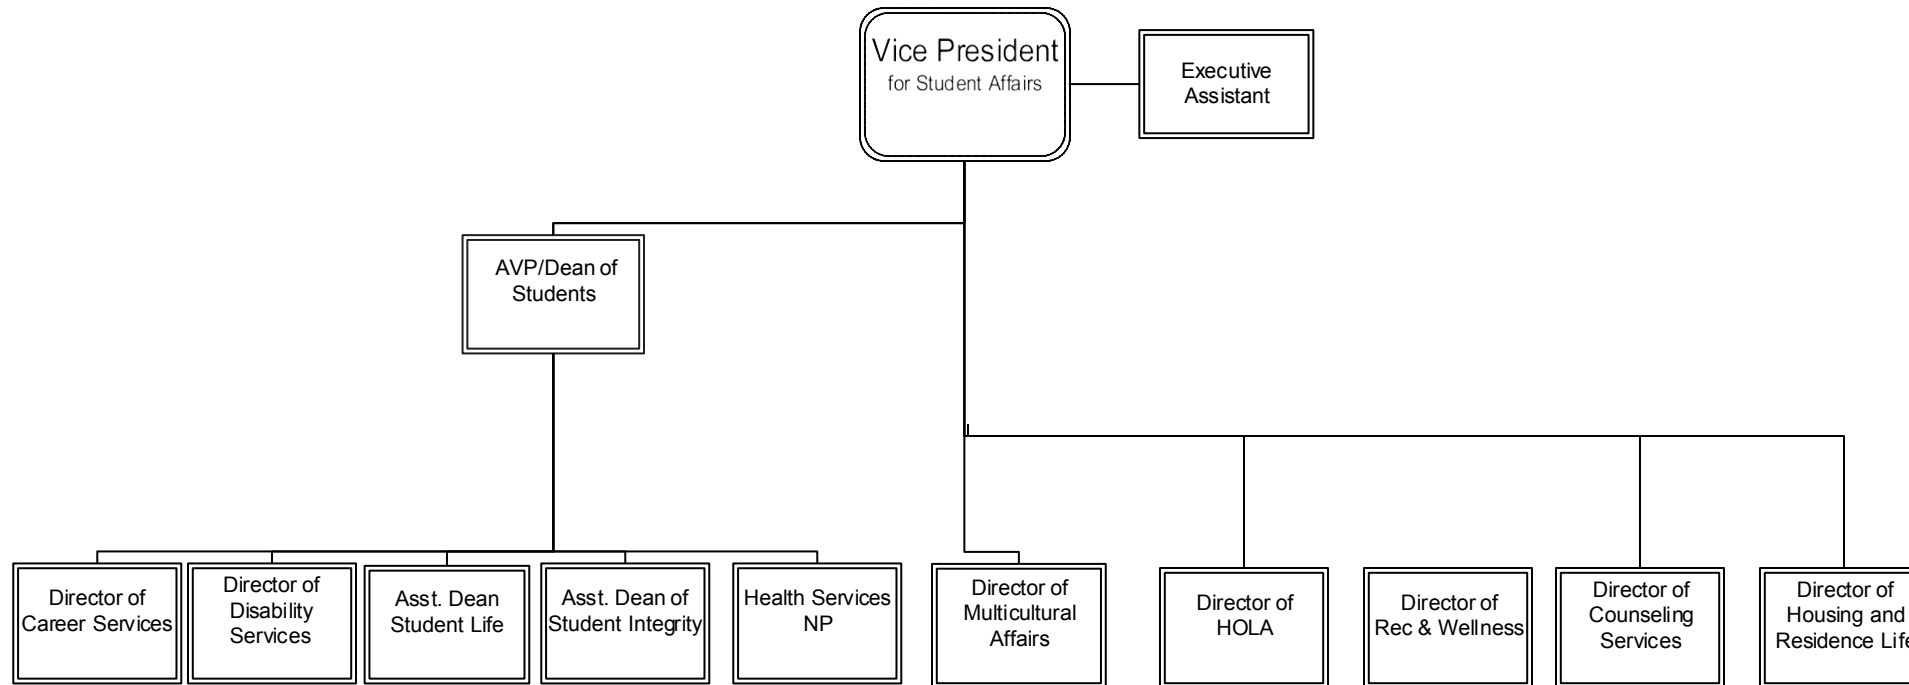 Vice President
for Student Affairs
Executive
Assistant
AVP/Dean of
Students
Director of
Career Services
Director of
Disability
Services
Asst. Dean
Student Life
Asst. Dean of
Student Integrity
Health Services
NP
Director of
Multicultural
Affairs
Director of
HOLA
Director of
Rec & Wellness
Director of
Counseling
Services
Director of
Housing and
Residence Life